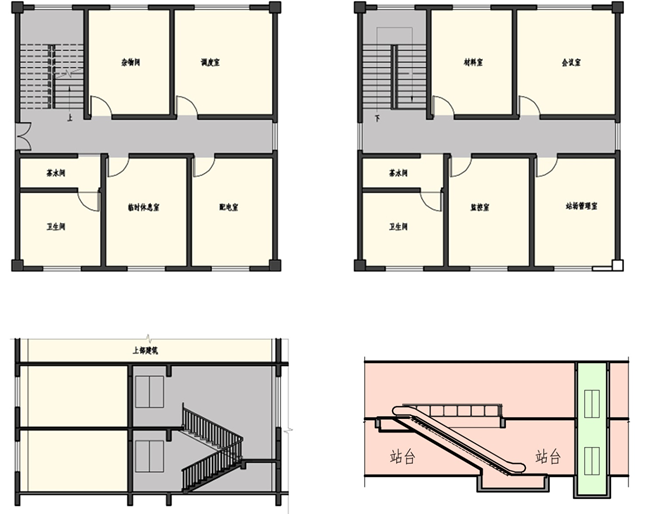 杂物间
调度室
上
茶水间
临时休息室
配电室
卫生间
材料室
会议室
下
茶水间
监控室
站场管理室
卫生间
上部建筑
站台
站台